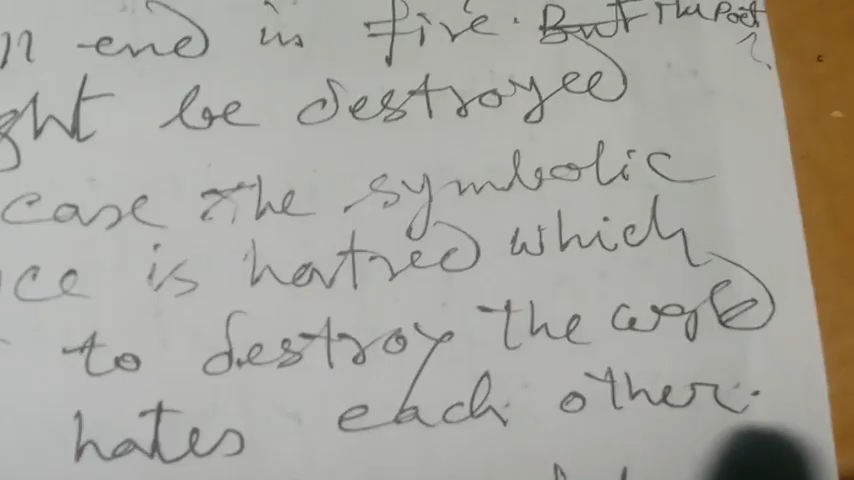 end in fire. But The Poet
ght be destroyed
case the symbolic
ce is hatred which
to destroy the world
hates each other.